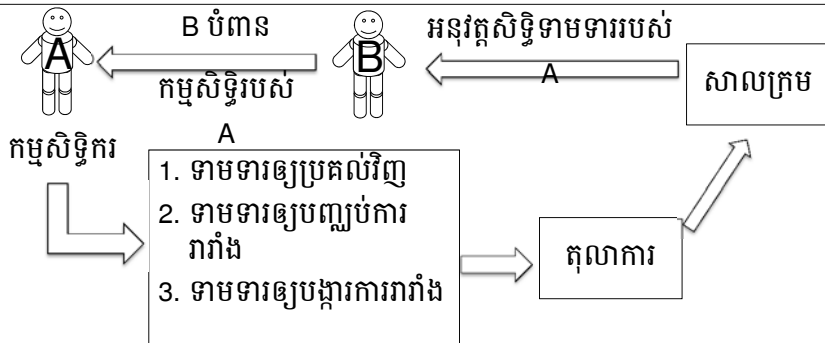 B បំពាន
អនុវត្តសិទ្ធិទាមទាររបស់
A
B
A
សាលក្រម
កម្មសិទ្ធិរបស់
A
កម្មសិទ្ធិករ
1. ទាមទារឲ្យប្រគល់វិញ
2. ទាមទារឲ្យបញ្ឈប់ការ
រារាំង
3. ទាមទារឲ្យបង្ការការរារាំង
តុលាការ